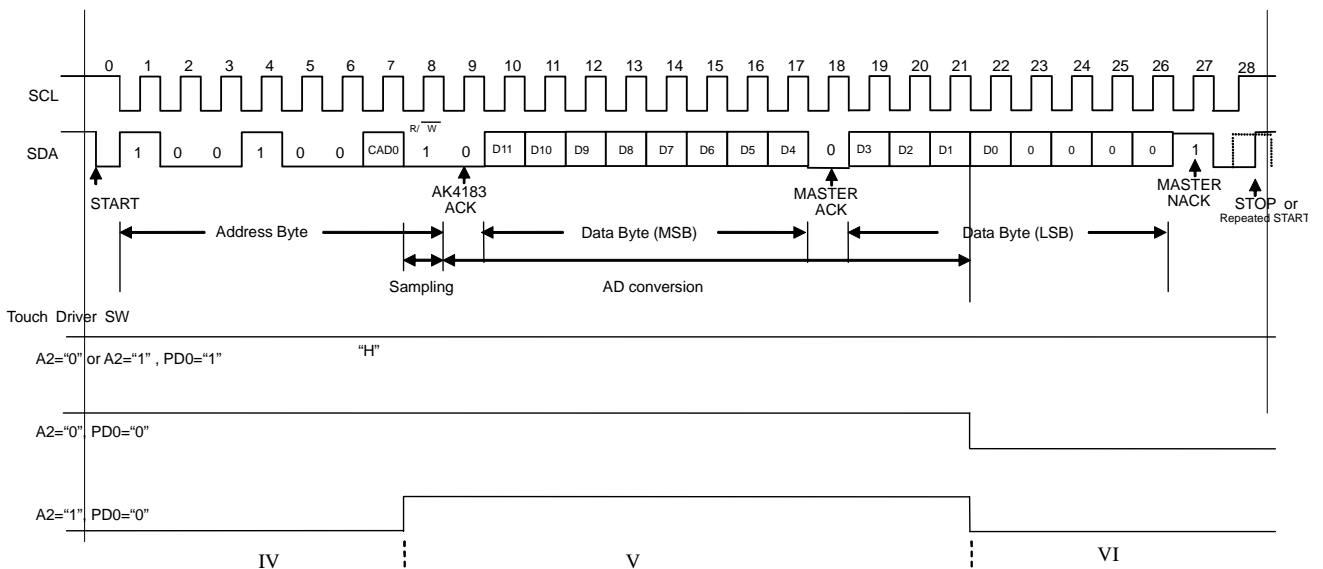 0 1 2 3 4 5 6 7 8 9 10 11 12 13 14 15 16 17 18 19 20 21 22 23 24 25 26 27 28
SCL
R/ W
SDA 1 0 0 1 0 0 CAD0 1 0 D11 D10 D9 D8 D7 D6 D5 D4 0 D3 D2 D1 D0 0 0 0 0 1
START
AK4183
ACK
MASTER
ACK
MASTER
NACK
STOP or
Repeated START
Address Byte Data Byte (MSB) Data Byte (LSB)
Sampling AD conversion
Touch Driver SW
A2="0" or A2="1" , PD0="1" "H"
A2="0", PD0="0"
A2="1", PD0="0"
IV V VI